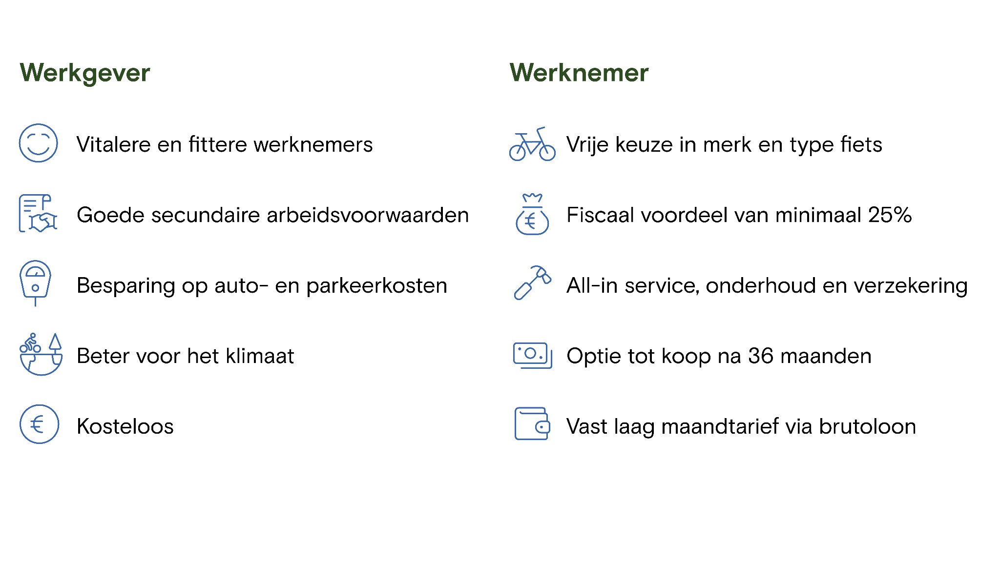 Werkgever
Vitalere en fittere werknemers
Goede secundaire arbeidsvoorwaarden
Besparing op auto- en parkeerkosten
Beter voor het klimaat
€
Kosteloos
Werknemer
Vrije keuze in merk en type fiets
€
Fiscaal voordeel van minimaal 25%
All-in service, onderhoud en verzekering
Optie tot koop na 36 maanden
Vast laag maandtarief via brutoloon